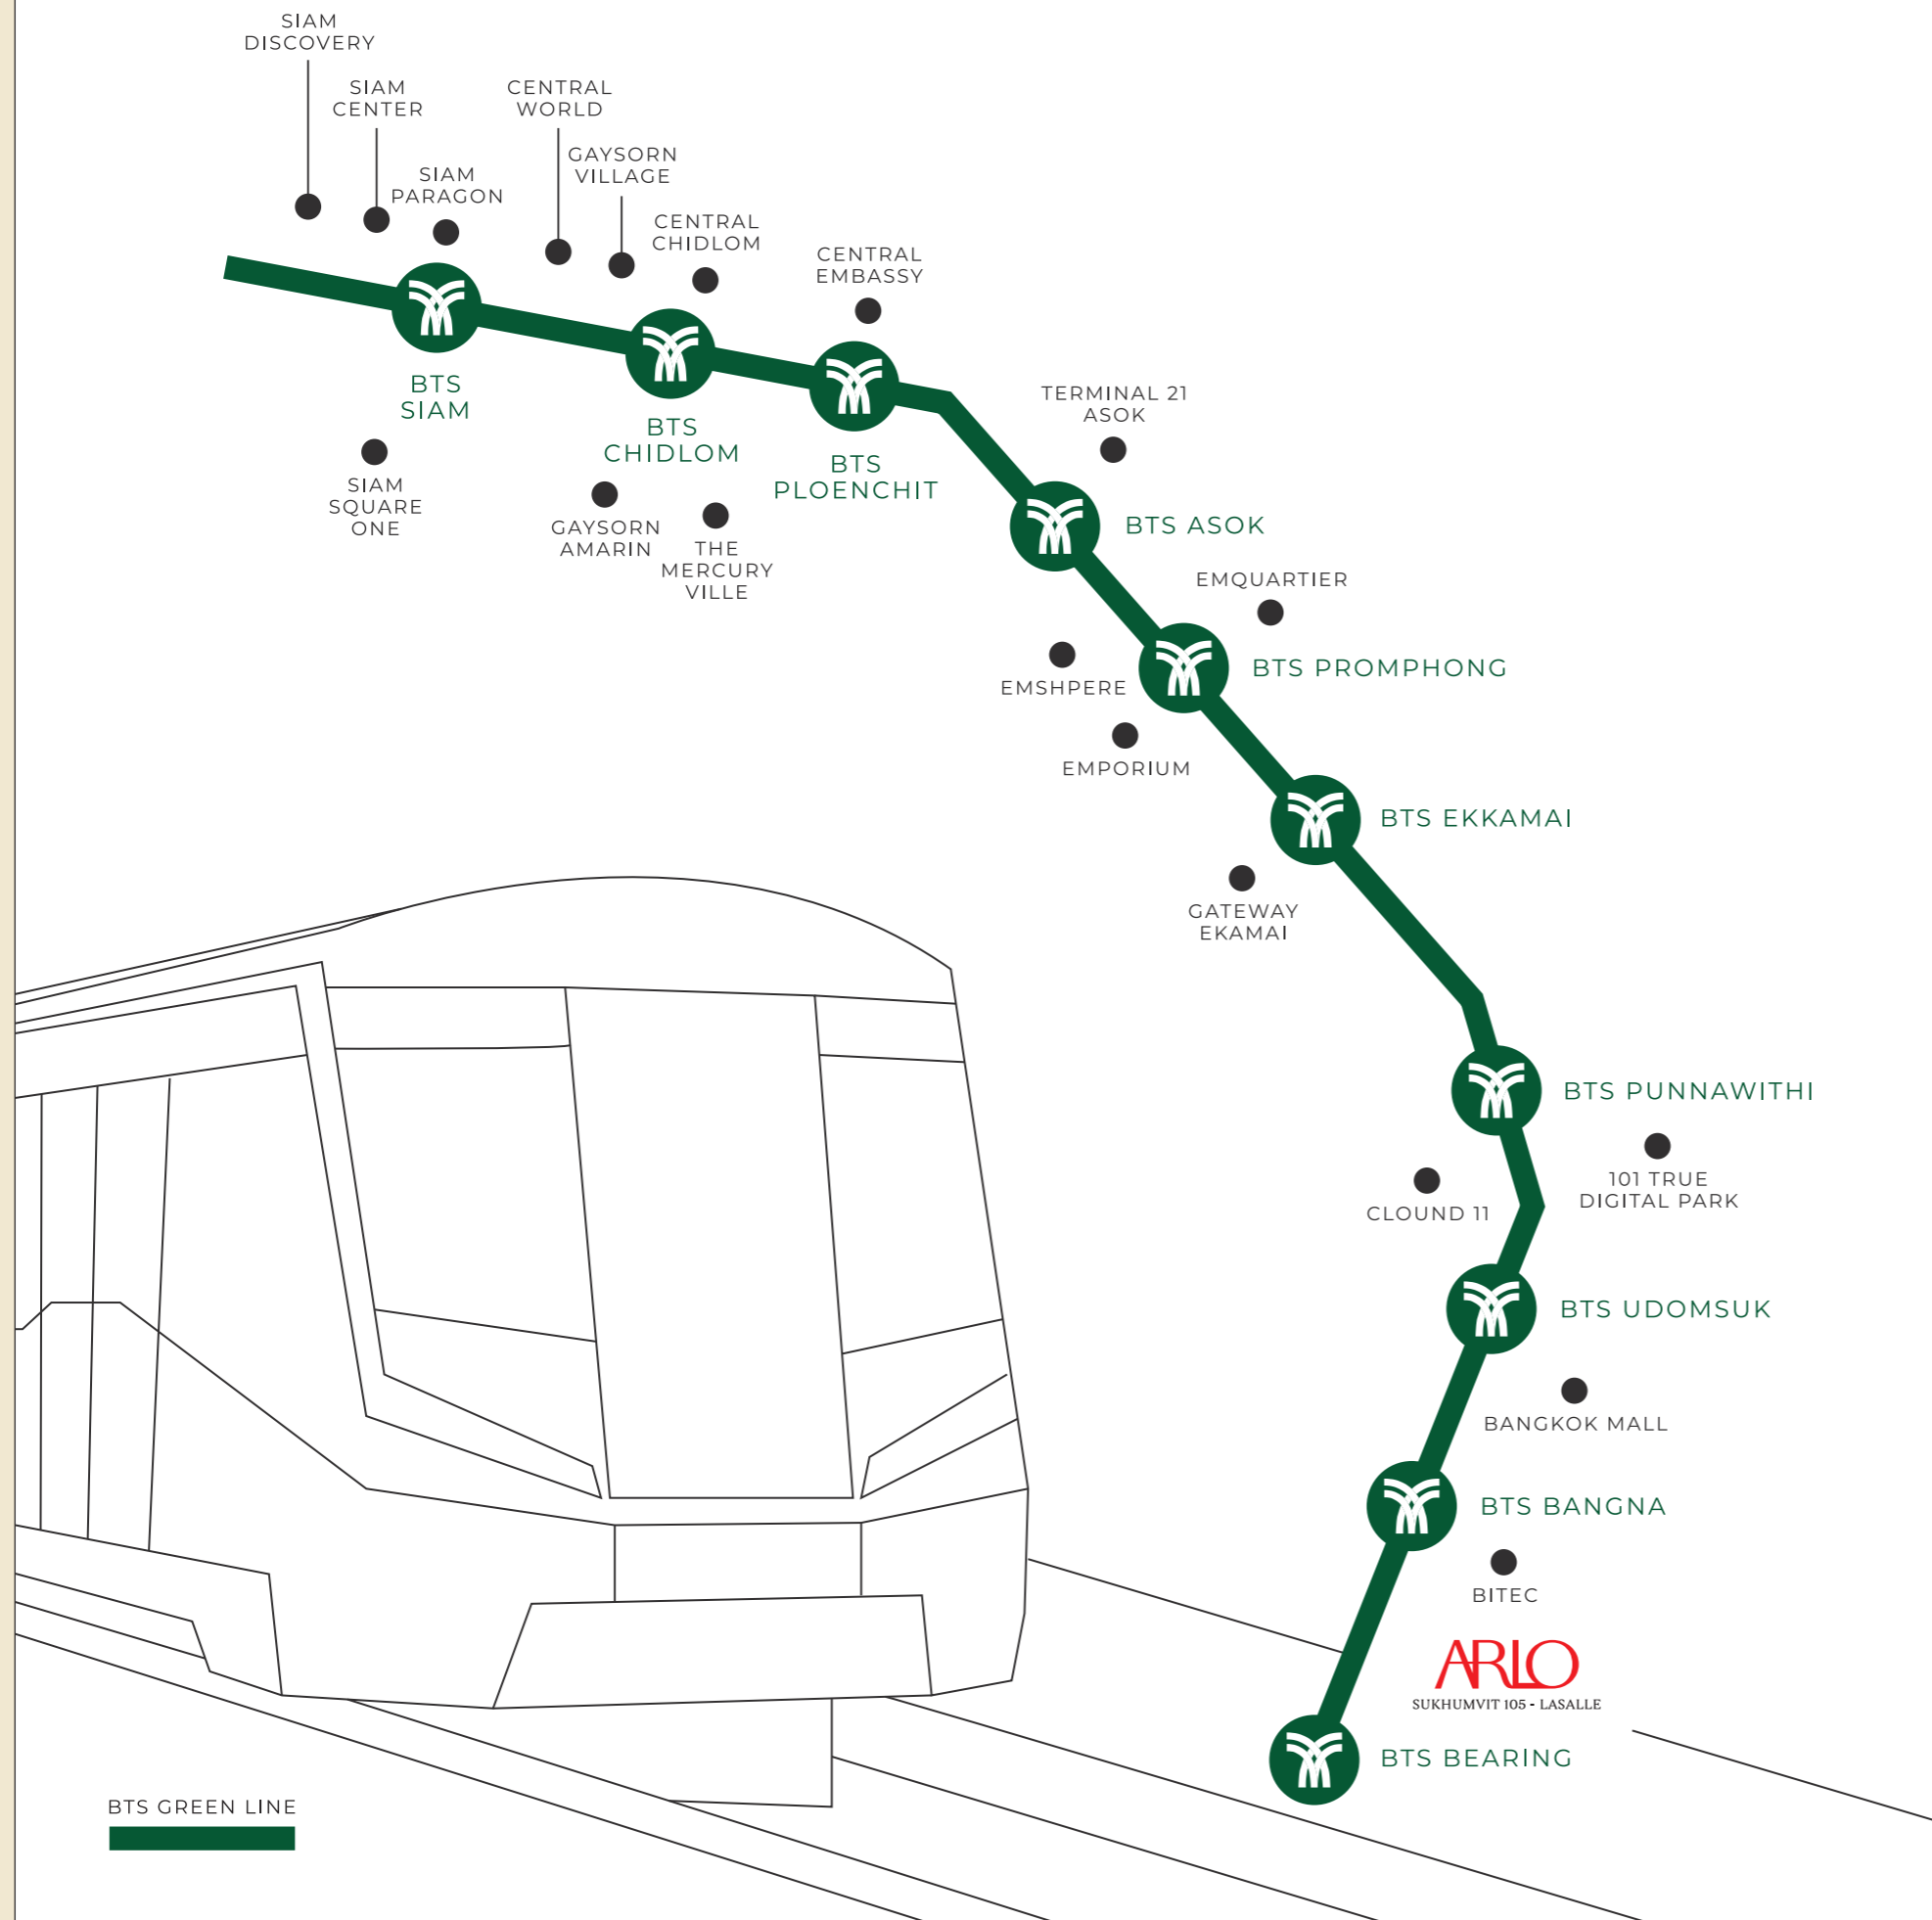 SIAM
DISCOVERY
SIAM
CENTER
SIAM
PARAGON
CENTRAL
WORLD
GAYSORN
VILLAGE
CENTRAL
CHIDLOM
CENTRAL
EMBASSY
BTS
SIAM
BTS
CHIDLOM
BTS
PLOENCHIT
SIAM
SQUARE
ONE
GAYSORN
AMARIN
THE
MERCURY
VILLE
TERMINAL 21
ASOK
BTS ASOK
EMQUARTIER
BTS PROMPHONG
EMSHPERE
EMPORIUM
BTS EKKAMAI
GATEWAY
EKAMAI
BTS PUNNAWITHI
101 TRUE
DIGITAL PARK
CLOUND 11
BTS UDOMSUK
BANGKOK MALL
BTS BANGNA
BITEC
ARLO
SUKHUMVIT 105 - LASALLE
BTS BEARING
BTS GREEN LINE